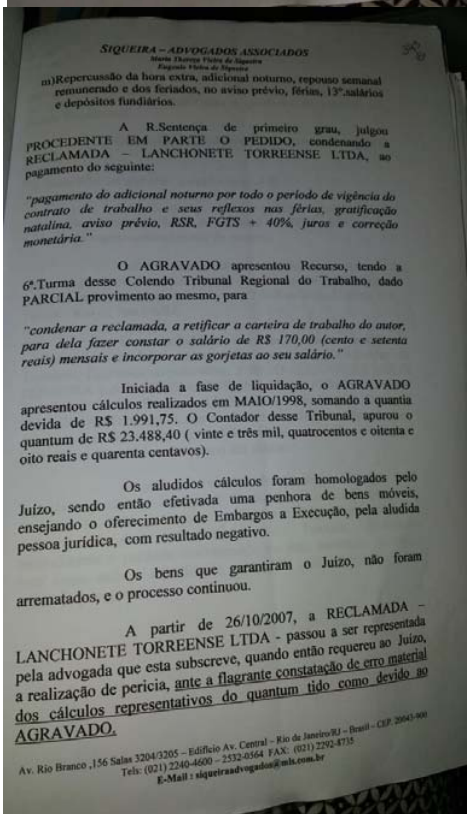 SIQUEIRA – ADVOGADOS ASSOCIADOS
Maria Thereza Vieira de Siqueira
Eugenio Vieira de Siqueira
m)Repercussão da hora extra, adicional noturno, repouso semanal
remunerado e dos feriados, no aviso prévio, férias, 13º.salários
e depósitos fundiários.
A R.Sentença de primeiro grau, julgou
PROCEDENTE EM PARTE O PEDIDO, condenando a
RECLAMADA – LANCHONETE TORREENSE LTDA, ao
pagamento do seguinte:
"pagamento do adicional noturno por todo o período de vigência do
contrato de trabalho e seus reflexos nas férias, gratificação
natalina, aviso prévio, RSR, FGTS + 40%, juros e correção
monetária."
O AGRAVADO apresentou Recurso, tendo a
6ª.Turma desse Colendo Tribunal Regional do Trabalho, dado
PARCIAL provimento ao mesmo, para
"condenar a reclamada, a retificar a carteira de trabalho do autor,
para dela fazer constar o salário de R$ 170,00 (cento e setenta
reais) mensais e incorporar as gorjetas ao seu salário."
Iniciada a fase de liquidação, o AGRAVADO
apresentou cálculos realizados em MAIO/1998, somando a quantia
devida de R$ 1.991,75. O Contador desse Tribunal, apurou o
quantum de R$ 23.488,40 ( vinte e três mil, quatrocentos e oitenta e
oito reais e quarenta centavos).
Os aludidos cálculos foram homologados pelo
Juízo, sendo então efetivada uma penhora de bens móveis,
ensejando o oferecimento de Embargos a Execução, pela aludida
pessoa jurídica, com resultado negativo.
Os bens que garantiram o Juízo, não foram
arrematados, e o processo continuou.
A partir de 26/10/2007, a RECLAMADA –
LANCHONETE TORREENSE LTDA - passou a ser representada
pela advogada que esta subscreve, quando então requereu ao Juízo,
a realização de perícia, ante a flagrante constatação de erro material
dos cálculos representativos do quantum tido como devido ao
AGRAVADO.
Av. Rio Branco ,156 Salas 3204/3205 – Edifício Av. Central – Rio de Janeiro/RJ – Brasil – CEP. 20043-900
Tels: (021) 2240-4600 – 2532-0564 FAX: (021) 2292-8735
E-Mail : siqueiraadvogados@mls.com.br